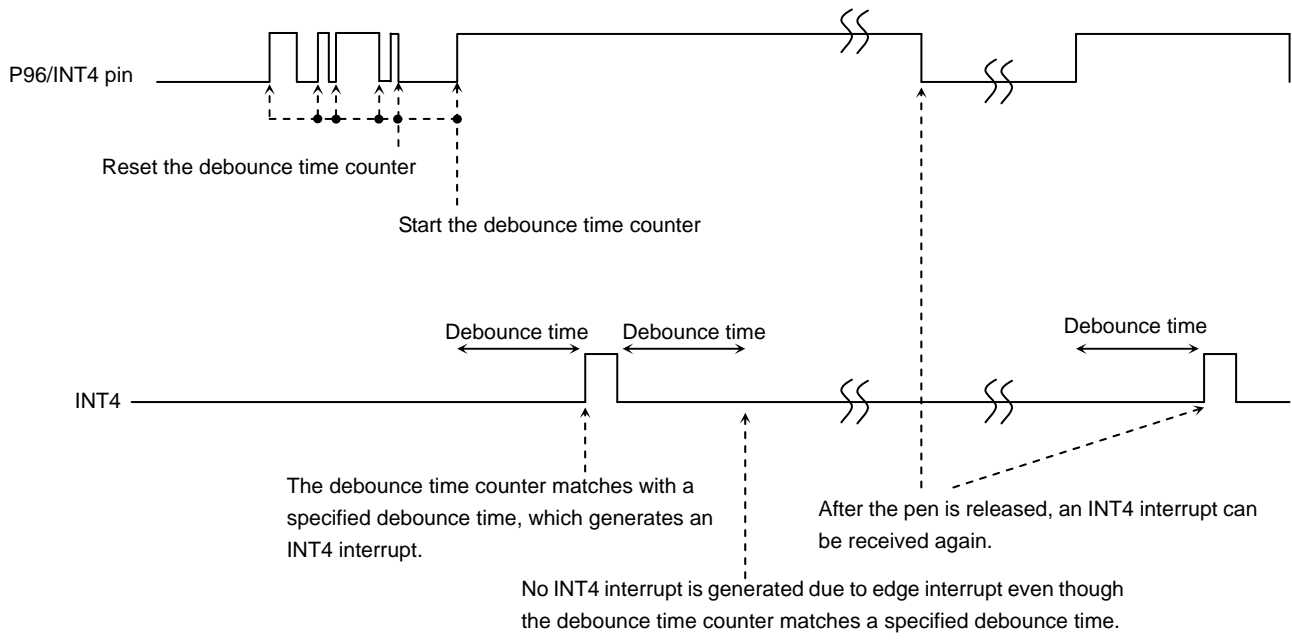 P96/INT4 pin
Reset the debounce time counter
Start the debounce time counter
Debounce time
Debounce time
Debounce time
INT4
The debounce time counter matches with a
specified debounce time, which generates an
INT4 interrupt.
After the pen is released, an INT4 interrupt can
be received again.
No INT4 interrupt is generated due to edge interrupt even though
the debounce time counter matches a specified debounce time.